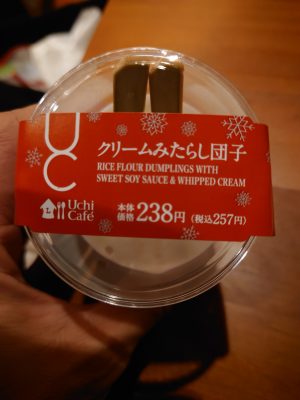 UC
クリームみたらし団子
RICE FLOUR DUMPLINGS WITH
SWEET SOY SAUCE & WHIPPED CREAM
L
Uchi
Café
本体
価格 238円 (税込257円)